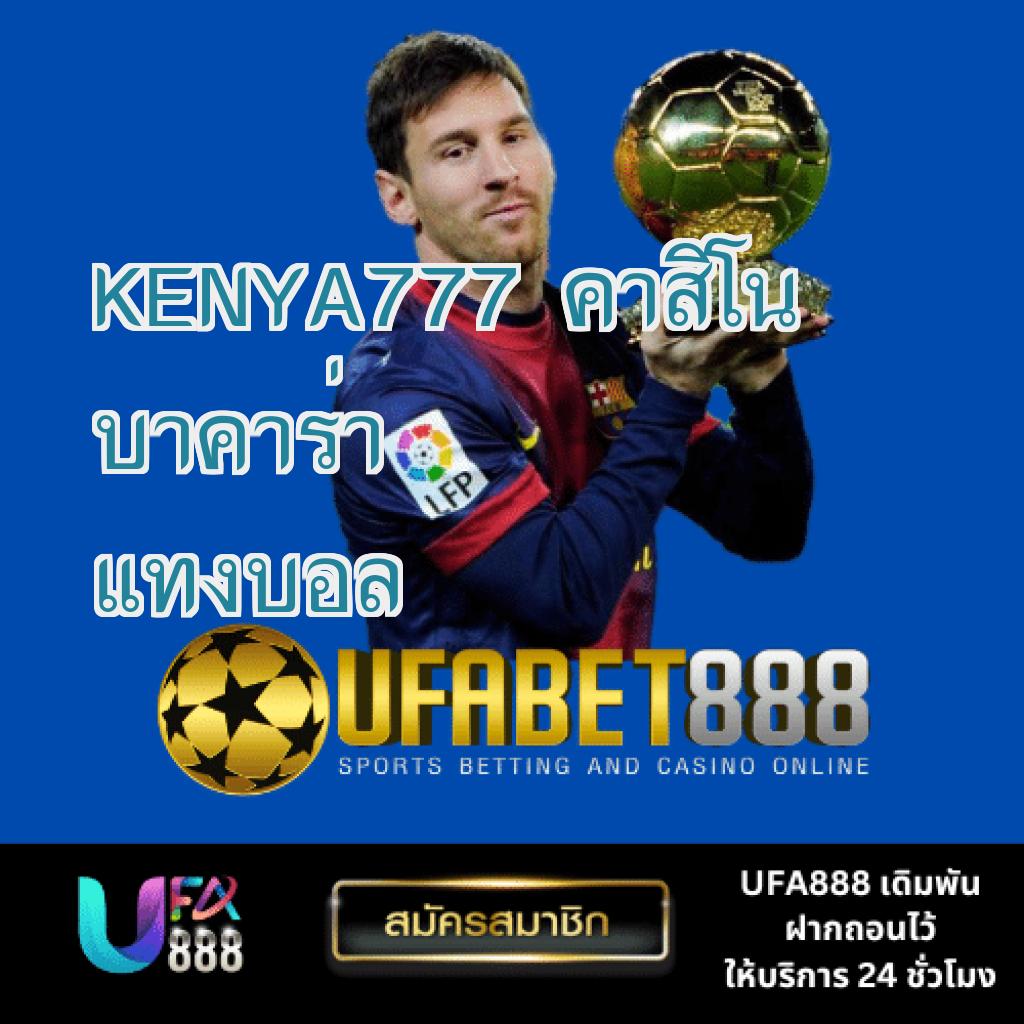 KENYA777 คาสิโน
บาคาร่า
แทงบอล
LFP
UFABET888
SPORTS BETTING AND CASINO ONLINE
UFA
888
สมัครสมาชิก
UFA888 เดิมพัน
ฝากถอนไว้
ให้บริการ 24 ชั่วโมง